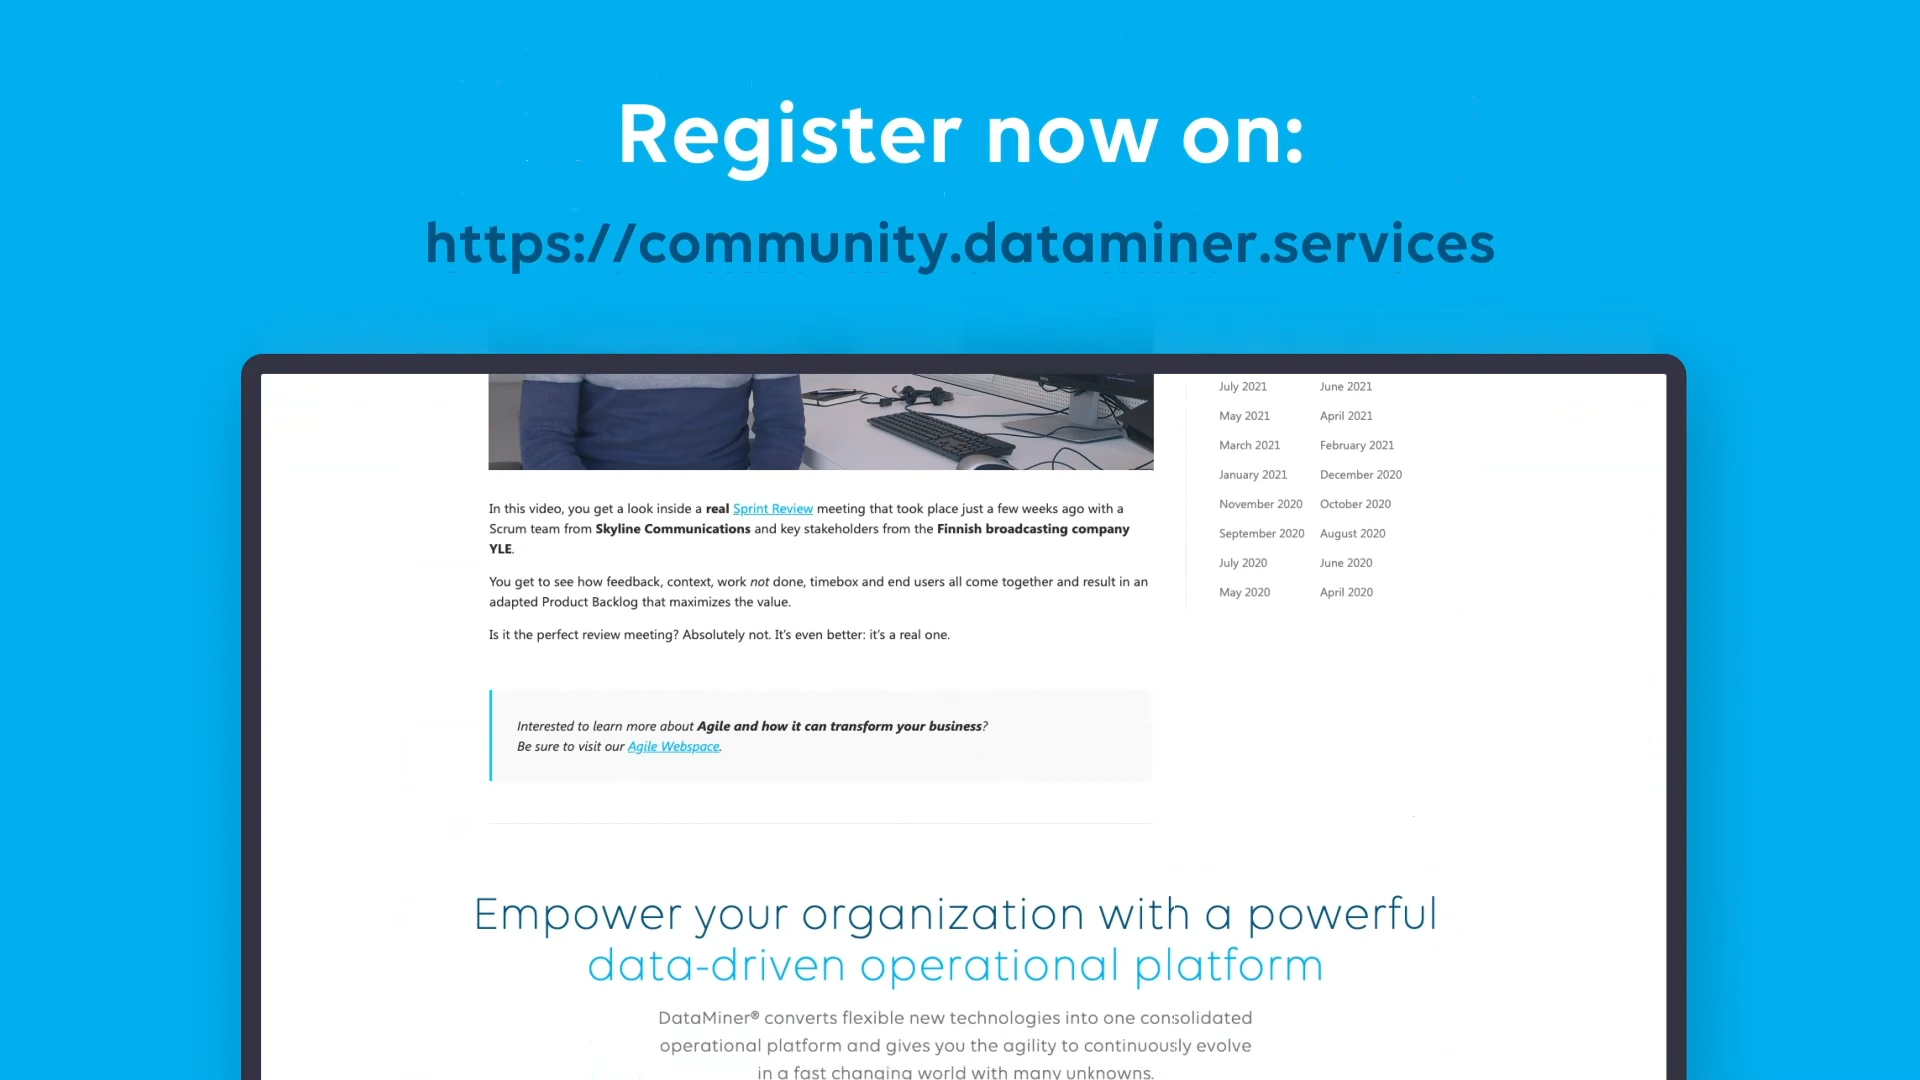 Register now on:
https://community.dataminer.services
July 2021 June 2021
May 2021 April 2021
March 2021 February 2021
January 2021 December 2020
November 2020 October 2020
September 2020 August 2020
July 2020 June 2020
May 2020 April 2020
In this video, you get a look inside a real Sprint Review meeting that took place just a few weeks ago with a
Scrum team from Skyline Communications and key stakeholders from the Finnish broadcasting company
YLE.
You get to see how feedback, context, work not done, timebox and end users all come together and result in an
adapted Product Backlog that maximizes the value.
Is it the perfect review meeting? Absolutely not. It's even better: it's a real one.
Interested to learn more about Agile and how it can transform your business?
Be sure to visit our Agile Webspace.
Empower your organization with a powerful
data-driven operational platform
DataMiner® converts flexible new technologies into one consolidated
operational platform and gives you the agility to continuously evolve
in a fast changing world with many unknowns.